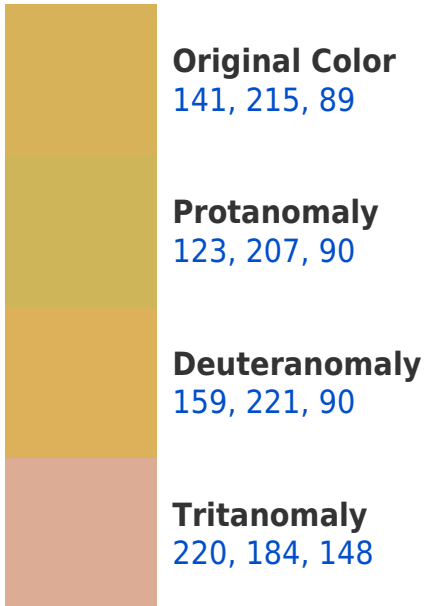 Original Color
141, 215, 89
Protanomaly
123, 207, 90
Deuteranomaly
159, 221, 90
Tritanomaly
220, 184, 148